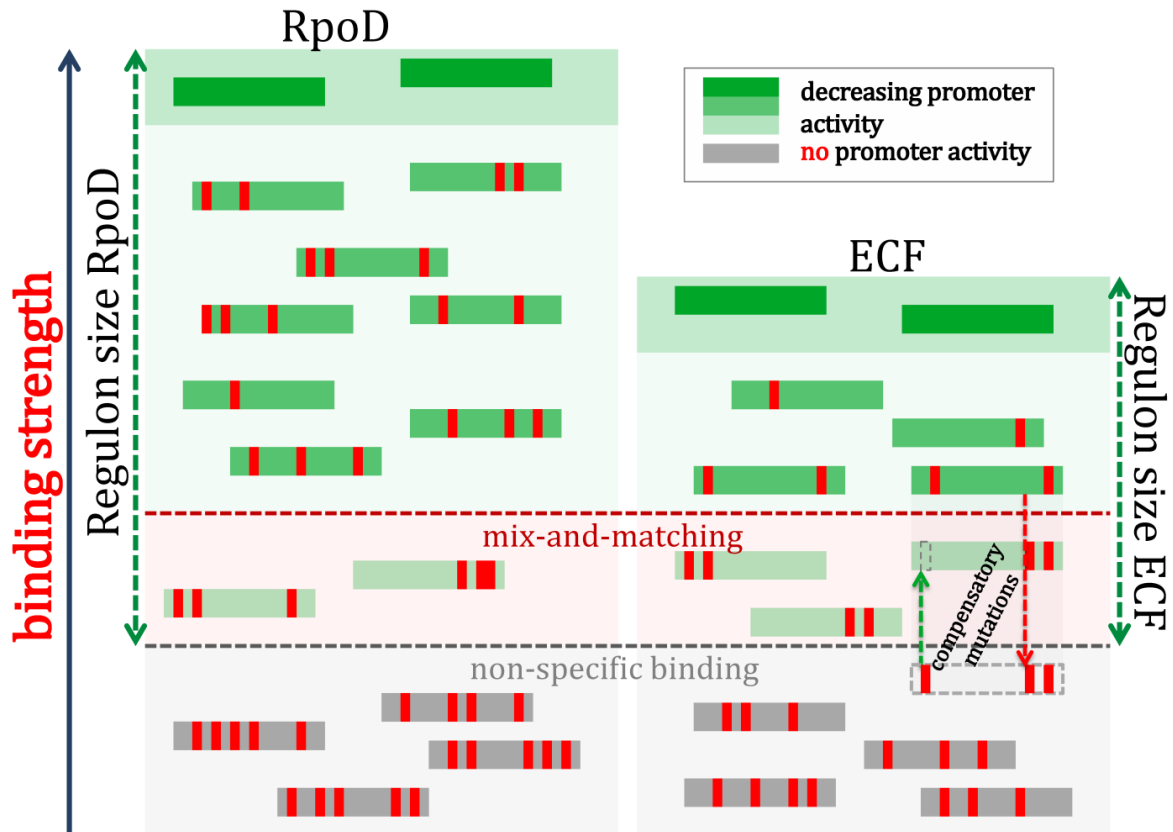 RpoD
decreasing promoter
activity
no promoter activity
binding strength
Regulon size RpoD
ECF
Regulon size ECF
mix-and-matching
compensatory
mutations
non-specific binding